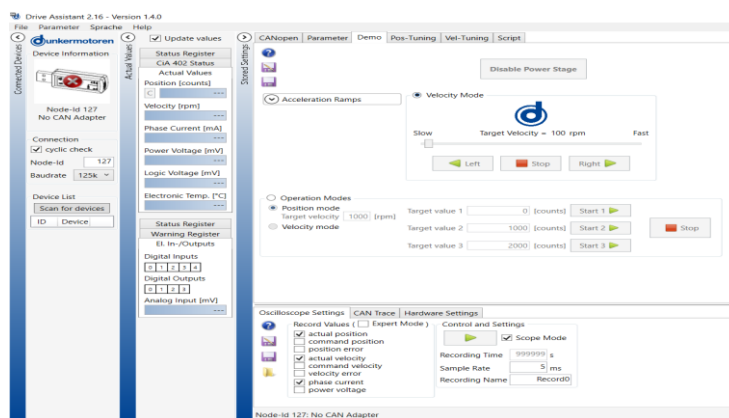 Drive Assistant 2.16 - Version 1.4.0
File Parameter Sprache Help
Connected Devices
dunkermotoren
Device Information
Node-Id 127
No CAN Adapter
Connection
cyclic check
Node-Id 127
Baudrate 125k
Device List
Scan for devices
ID Device
Actual Values
Update values
Status Register
CiA 402 Status
Actual Values
Position [counts]
C ---
Velocity [rpm]
---
Phase Current [mA]
---
Power Voltage [mV]
---
Logic Voltage [mV]
---
Electronic Temp. [°C]
---
Status Register
Warning Register
El. In-/Outputs
Digital Inputs
0 1 2 3 4
Digital Outputs
0 1 2 3
Analog Input [mV]
---
Stored Settings
CANopen Parameter Demo Pos-Tuning Vel-Tuning Script
Disable Power Stage
Acceleration Ramps
Velocity Mode
Slow Target Velocity = 100 rpm Fast
Left Stop Right
Operation Modes
Position mode
Target velocity 1000 [rpm]
Velocity mode
Target value 1 0 [counts] Start 1
Target value 2 1000 [counts] Start 2
Target value 3 2000 [counts] Start 3
Stop
Oscilloscope Settings CAN Trace Hardware Settings
Record Values ( Expert Mode )
actual position
command position
position error
actual velocity
command velocity
velocity error
phase current
power voltage
Control and Settings
Scope Mode
Recording Time 999999 s
Sample Rate 5 ms
Recording Name Record0
Node-Id 127: No CAN Adapter